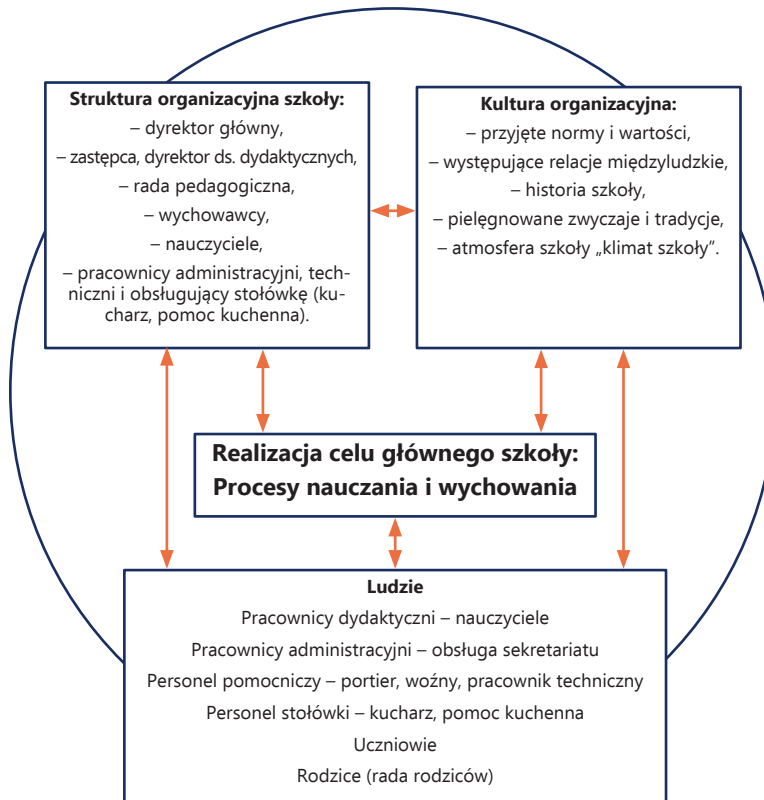 Struktura organizacyjna szkoły:
– dyrektor główny,
– zastępca, dyrektor ds. dydaktycznych,
– rada pedagogiczna,
– wychowawcy,
– nauczyciele,
– pracownicy administracyjni, tech-
niczni i obsługujący stołówkę (ku-
charz, pomoc kuchenna).
Kultura organizacyjna:
– przyjęte normy i wartości,
– występujące relacje międzyludzkie,
– historia szkoły,
– pielęgnowane zwyczaje i tradycje,
– atmosfera szkoły „klimat szkoły”.
Realizacja celu głównego szkoły:
Procesy nauczania i wychowania
Ludzie
Pracownicy dydaktyczni – nauczyciele
Pracownicy administracyjni – obsługa sekretariatu
Personel pomocniczy – portier, woźny, pracownik techniczny
Personel stołówki – kucharz, pomoc kuchenna
Uczniowie
Rodzice (rada rodziców)